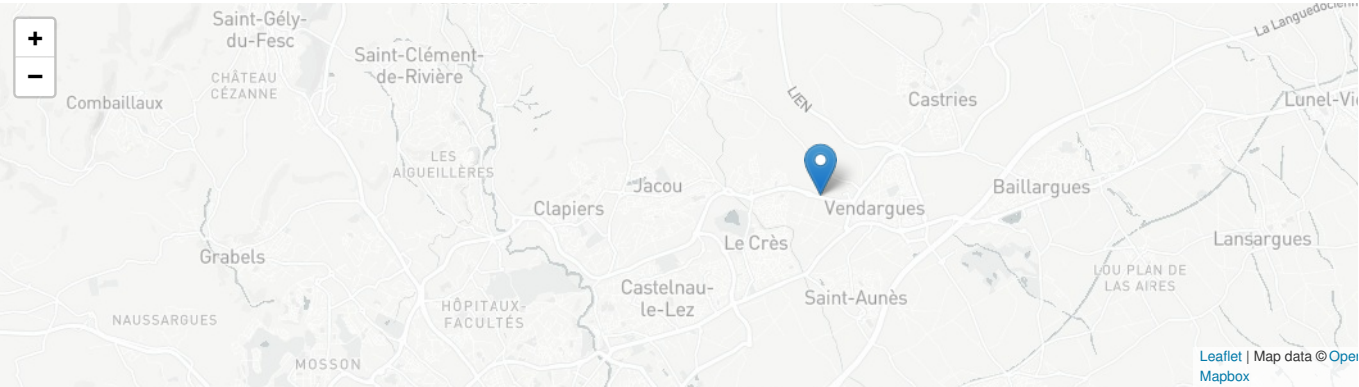 +
−
Saint-Gély-
du-Fesc
Saint-Clément-
de-Rivière
CHÂTEAU
CÉZANNE
Combaillaux
LIEN
Castries
La Languedocienn
Lunel-Vie
LES
AIGUEILLÈRES
Jacou
Clapiers
Vendargues
Baillargues
Le Crès
Lansargues
Grabels
LOU PLAN DE
LAS AIRES
Castelnau-
le-Lez
Saint-Aunès
HÔPITAUX-
FACULTÉS
NAUSSARGUES
MOSSON
Leaflet | Map data © Open
Mapbox